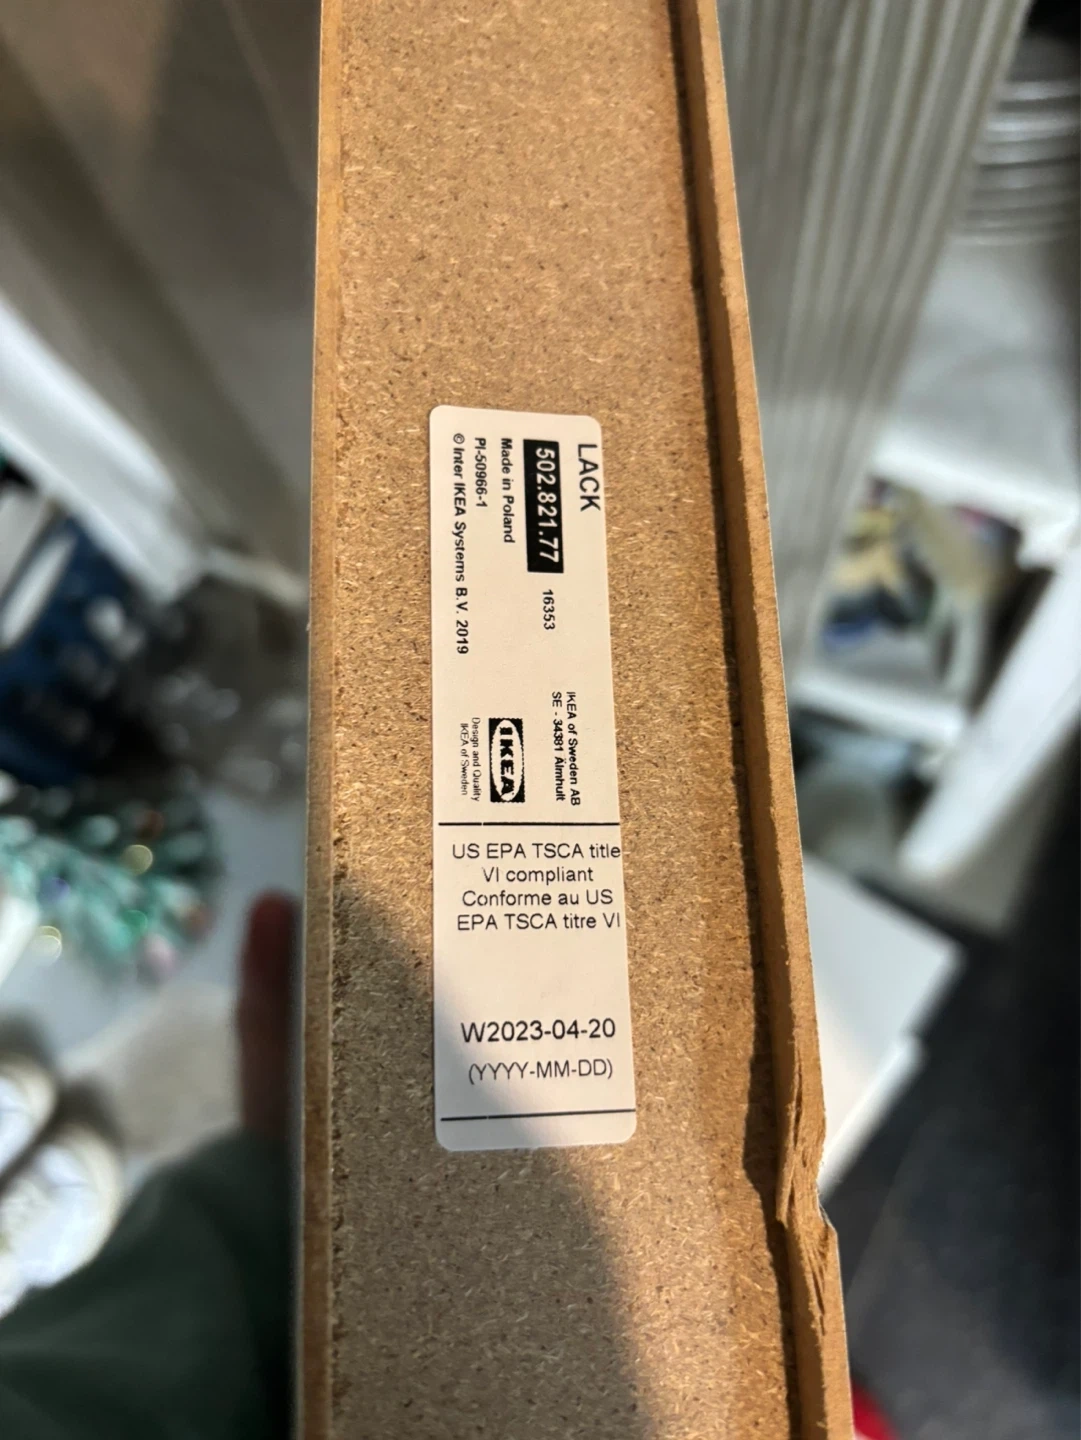 LACK
502.821.77 16353
Made in Poland
PI-50966-1
© Inter IKEA Systems B.V. 2019
IKEA of Sweden AB
SE - 34381 Älmhult
IKEA
Design and Quality
IKEA of Sweden
US EPA TSCA title
VI compliant
Conforme au US
EPA TSCA titre VI
W2023-04-20
(YYYY-MM-DD)